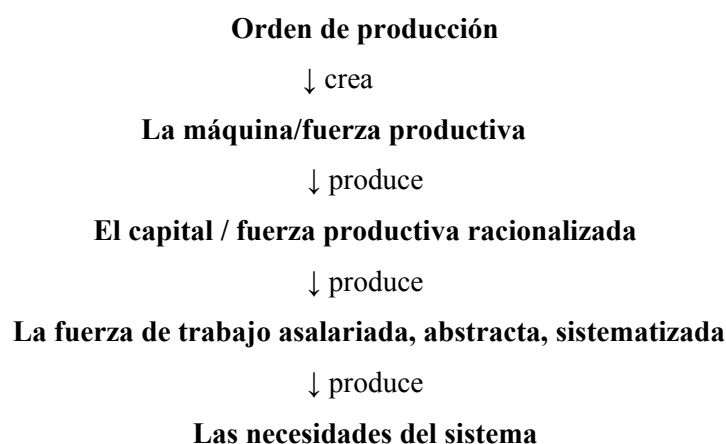 Orden de producción
↓ crea
La máquina/fuerza productiva
↓ produce
El capital / fuerza productiva racionalizada
↓ produce
La fuerza de trabajo asalariada, abstracta, sistematizada
↓ produce
Las necesidades del sistema